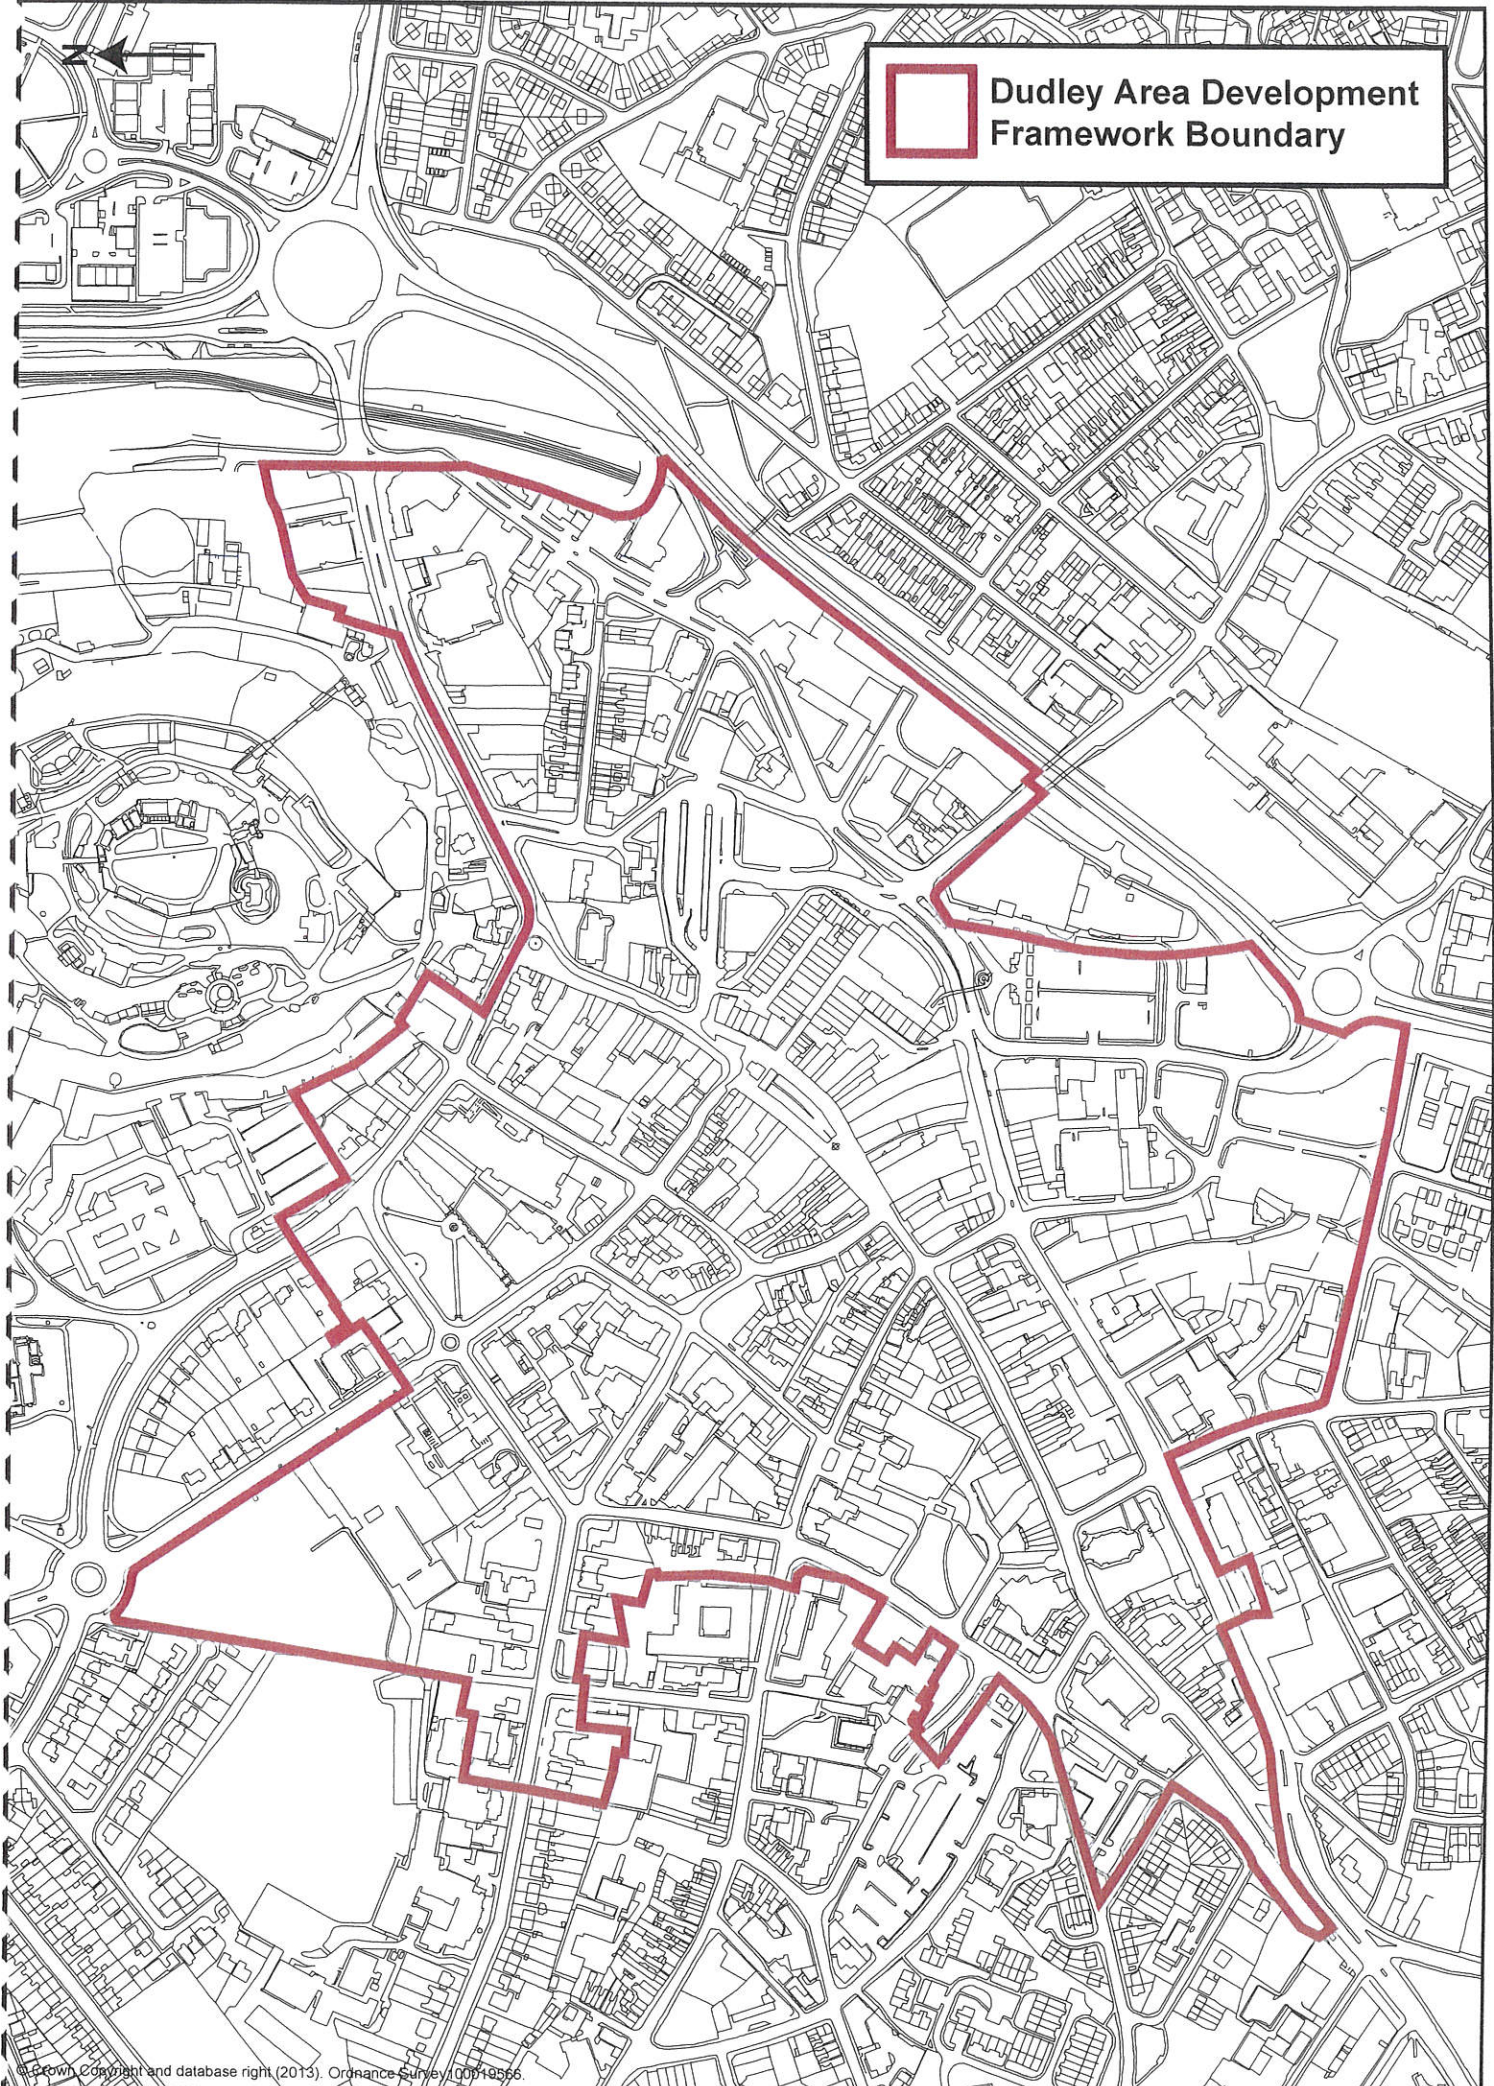 N
Dudley Area Development
Framework Boundary
© Crown Copyright and database right (2013). Ordnance Survey 100019566.